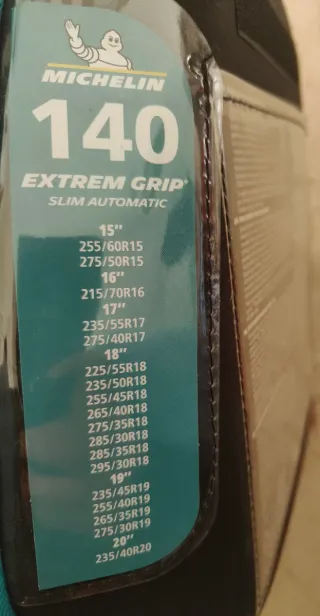 MICHELIN
140
EXTREM GRIP®
SLIM AUTOMATIC
15"
255/60R15
275/50R15
16"
215/70R16
17"
235/55R17
275/40R17
18"
225/55R18
235/50R18
255/45R18
265/40R18
275/35R18
285/30R18
285/35R18
295/30R18
19"
235/45R19
255/40R19
265/35R19
275/30R19
20"
235/40R20